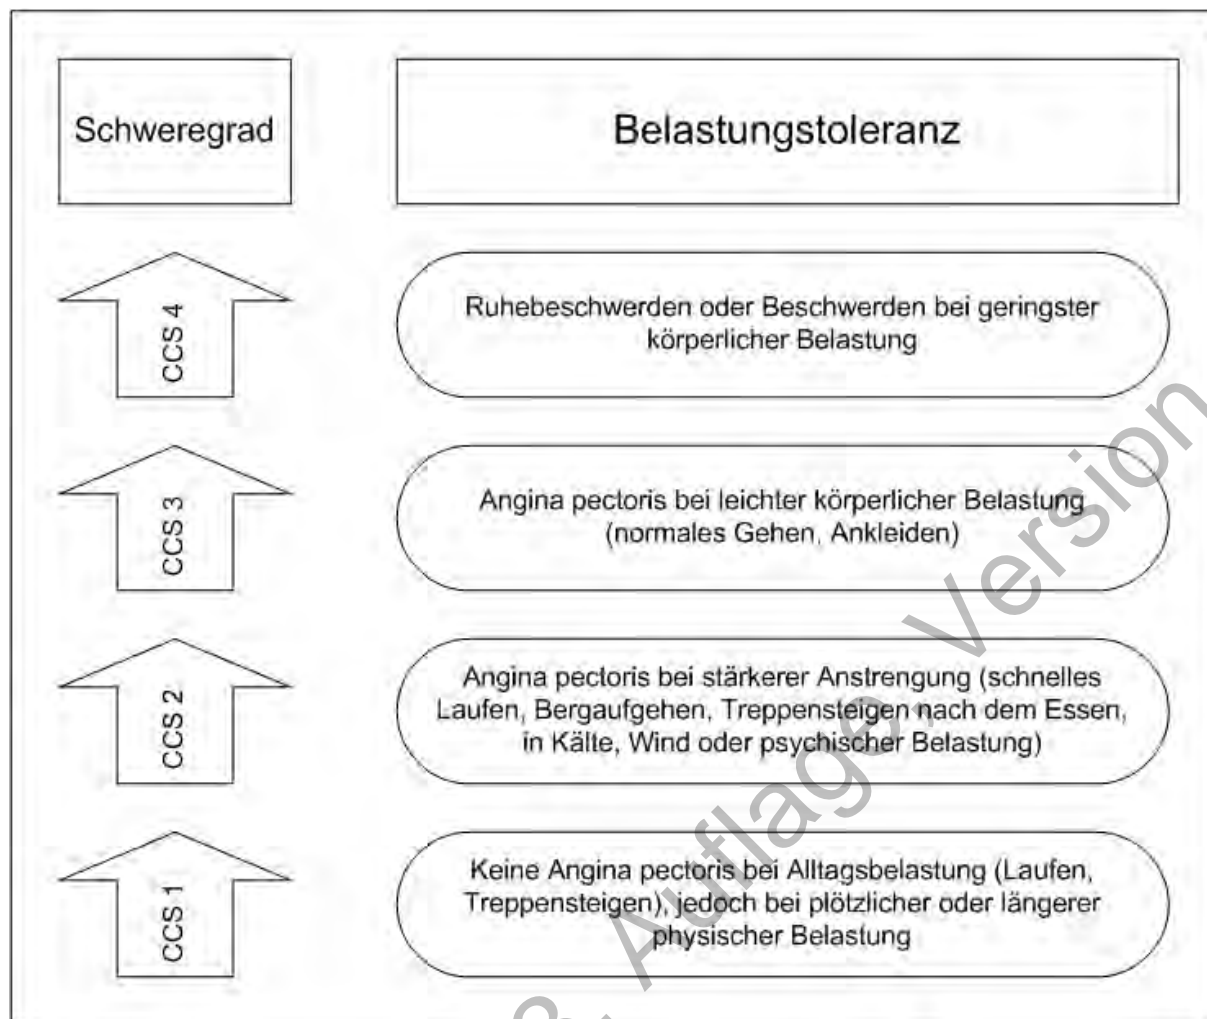 Schweregrad
Belastungstoleranz
CCS 4
Ruhebeschwerden oder Beschwerden bei geringster
körperlicher Belastung
CCS 3
Angina pectoris bei leichter körperlicher Belastung
(normales Gehen, Ankleiden)
CCS 2
Angina pectoris bei stärkerer Anstrengung (schnelles
Laufen, Bergaufgehen, Treppensteigen nach dem Essen,
in Kälte, Wind oder psychischer Belastung)
CCS 1
Keine Angina pectoris bei Alltagsbelastung (Laufen,
Treppensteigen), jedoch bei plötzlicher oder längerer
physischer Belastung
3. Auflage, Version